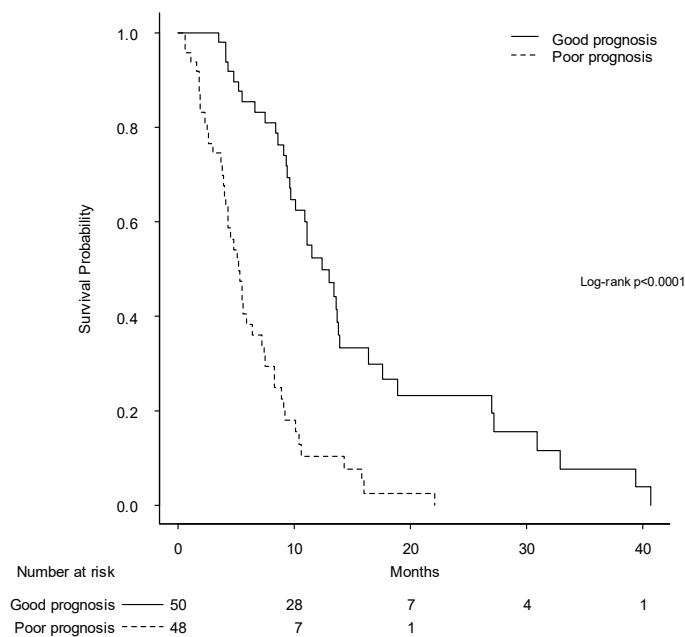 Good prognosis
Poor prognosis
1.0
0.8
0.6
0.4
0.2
0.0
Survival Probability
Log-rank p<0.0001
0 10 20 30 40
Months
Number at risk
Good prognosis 50 28 7 4 1
Poor prognosis 48 7 1